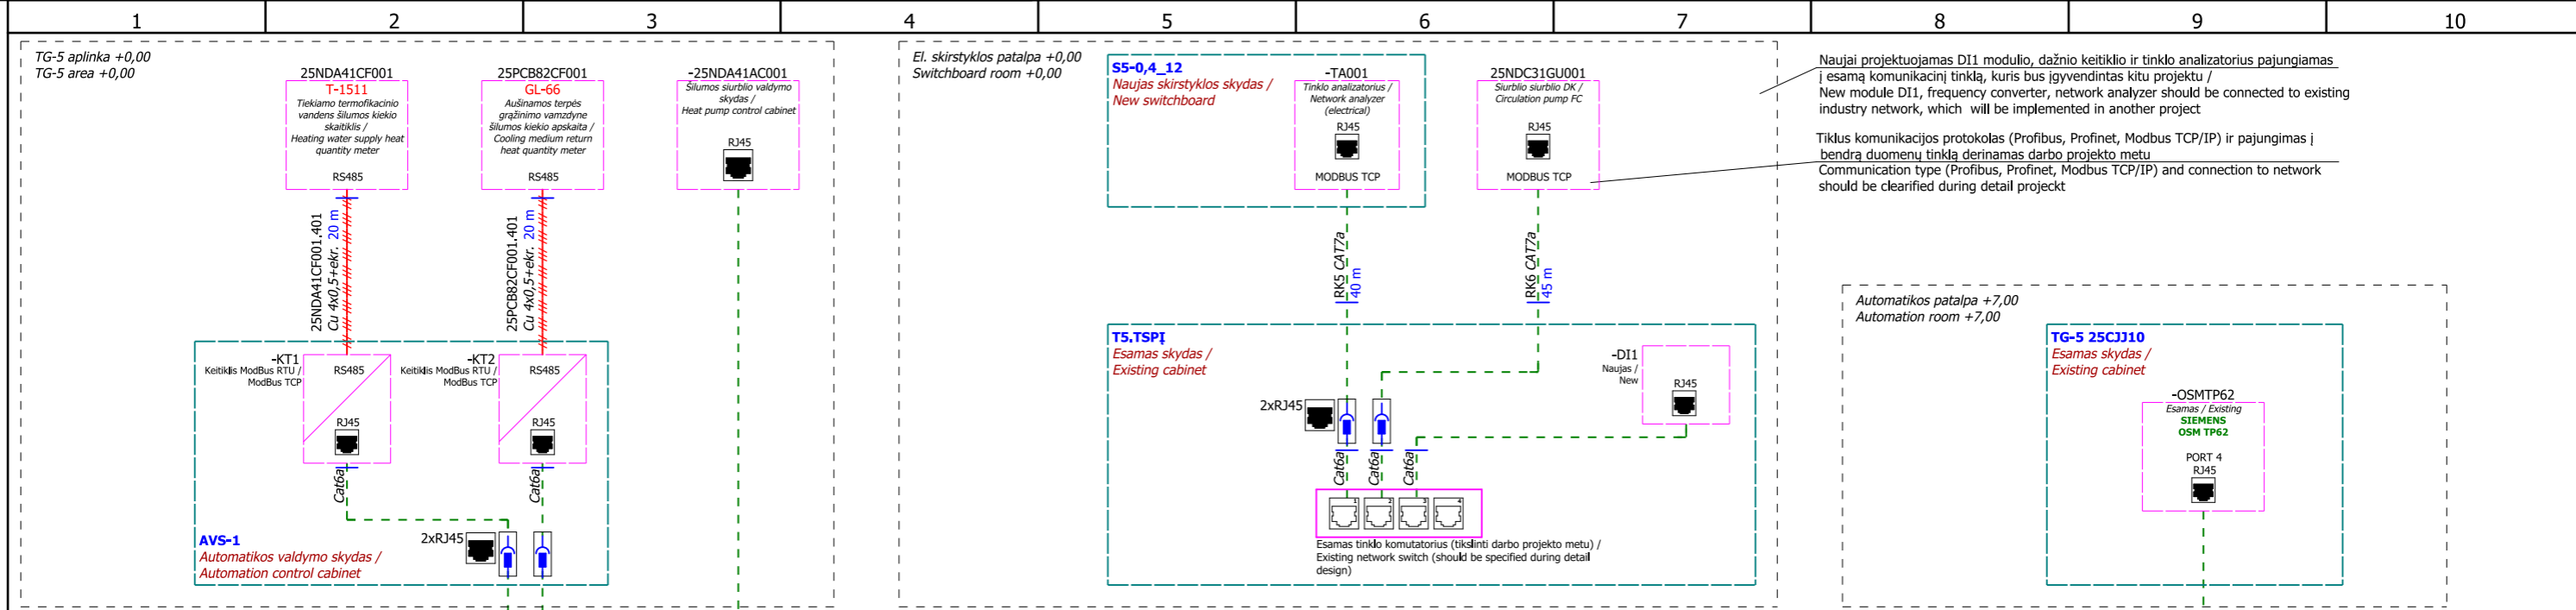 1
2
3
4
5
6
7
8
9
10
TG-5 aplinka +0,00
TG-5 area +0,00
25NDA41CF001
T-1511
Tiekiamo termofikacinio
vandens šilumos kiekio
skaitiklis /
Heating water supply heat
quantity meter
RS485
25PCB82CF001
GL-66
Aušinamos terpės
grąžinimo vamzdyne
šilumos kiekio apskaita /
Cooling medium return
heat quantity meter
RS485
-25NDA41AC001
Šilumos siurblio valdymo
skydas /
Heat pump control cabinet
RJ45
25NDA41CF001.401
Cu 4x0,5+ekr. 20 m
25PCB82CF001.401
Cu 4x0,5+ekr. 20 m
-KT1
Keitiklis ModBus RTU /
ModBus TCP
RS485
RJ45
Cat6a
-KT2
Keitiklis ModBus RTU /
ModBus TCP
RS485
RJ45
Cat6a
2xRJ45
AVS-1
Automatikos valdymo skydas /
Automation control cabinet
El. skirstyklos patalpa +0,00
Switchboard room +0,00
S5-0,4_12
Naujas skirstyklos skydas /
New switchboard
-TA001
Tinklo analizatorius /
Network analyzer
(electrical)
RJ45
MODBUS TCP
25NDC31GU001
Siurblio siurblio DK /
Circulation pump FC
RJ45
MODBUS TCP
RK5 CAT7a
40 m
RK6 CAT7a
45 m
T5.TSPĮ
Esamas skydas /
Existing cabinet
-DI1
Naujas /
New
RJ45
2xRJ45
Cat6a
Cat6a
Cat6a
1
2
3
4
Esamas tinklo komutatorius (tikslinti darbo projekto metu) /
Existing network switch (should be specified during detail
design)
Naujai projektuojamas DI1 modulio, dažnio keitiklio ir tinklo analizatorius pajungiamas
į esamą komunikacinį tinklą, kuris bus įgyvendintas kitu projektu /
New module DI1, frequency converter, network analyzer should be connected to existing
industry network, which will be implemented in another project
Tiklus komunikacijos protokolas (Profibus, Profinet, Modbus TCP/IP) ir pajungimas į
bendrą duomenų tinklą derinamas darbo projekto metu
Communication type (Profibus, Profinet, Modbus TCP/IP) and connection to network
should be clearified during detail projeckt
Automatikos patalpa +7,00
Automation room +7,00
TG-5 25CJJ10
Esamas skydas /
Existing cabinet
-OSMTP62
Esamas / Existing
SIEMENS
OSM TP62
PORT 4
RJ45